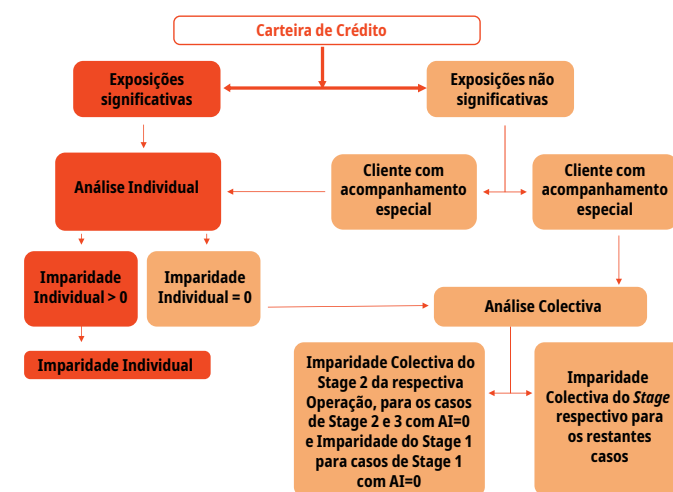 Carteira de Crédito
Exposições
significativas
Exposições não
significativas
Análise Individual
Cliente com
acompanhamento
especial
Cliente com
acompanhamento
especial
Imparidade
Individual > 0
Imparidade
Individual = 0
Análise Colectiva
Imparidade Individual
Imparidade Colectiva do
Stage 2 da respectiva
Operação, para os casos
de Stage 2 e 3 com AI=0
e Imparidade do Stage 1
para casos de Stage 1
com AI=0
Imparidade
Colectiva do Stage
respectivo para
os restantes
casos